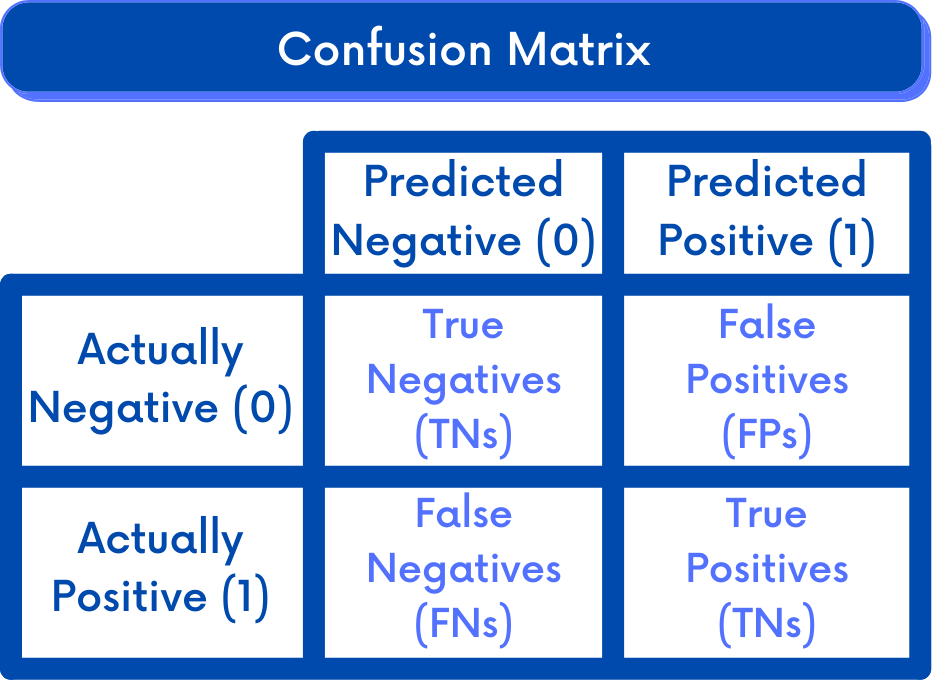 Confusion Matrix
Predicted
Negative (0)
Predicted
Positive (1)
Actually
Negative (0)
True
Negatives
(TNs)
False
Positives
(FPs)
Actually
Positive (1)
False
Negatives
(FNs)
True
Positives
(TNs)